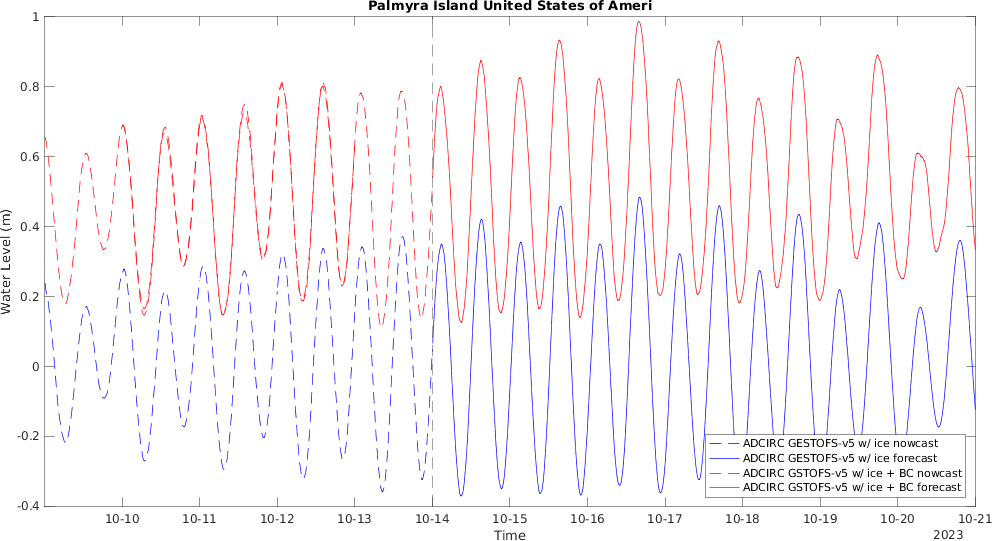 Palmyra Island United States of Ameri
1
0.8
0.6
0.4
0.2
0
-0.2
-0.4
Water Level (m)
ADCIRC GESTOFS-v5 w/ ice nowcast
ADCIRC GESTOFS-v5 w/ ice forecast
ADCIRC GSTOFS-v5 w/ ice + BC nowcast
ADCIRC GSTOFS-v5 w/ ice + BC forecast
10-10 10-11 10-12 10-13 10-14 10-15 10-16 10-17 10-18 10-19 10-20 10-21
Time
2023